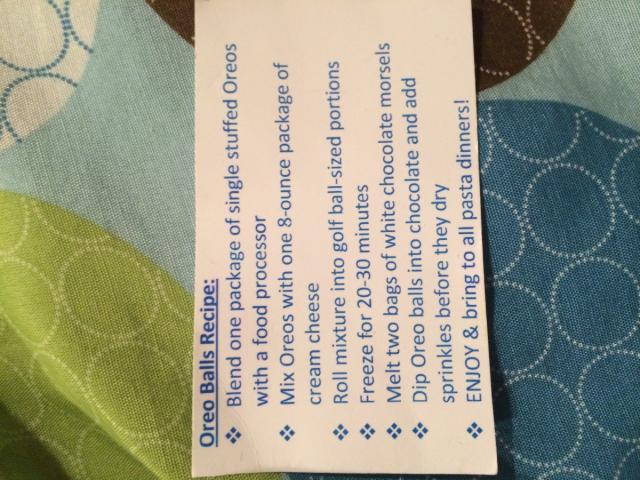 Oreo Balls Recipe:
❖ Blend one package of single stuffed Oreos
with a food processor
❖ Mix Oreos with one 8-ounce package of
cream cheese
❖ Roll mixture into golf ball-sized portions
❖ Freeze for 20-30 minutes
❖ Melt two bags of white chocolate morsels
❖ Dip Oreo balls into chocolate and add
sprinkles before they dry
❖ ENJOY & bring to all pasta dinners!